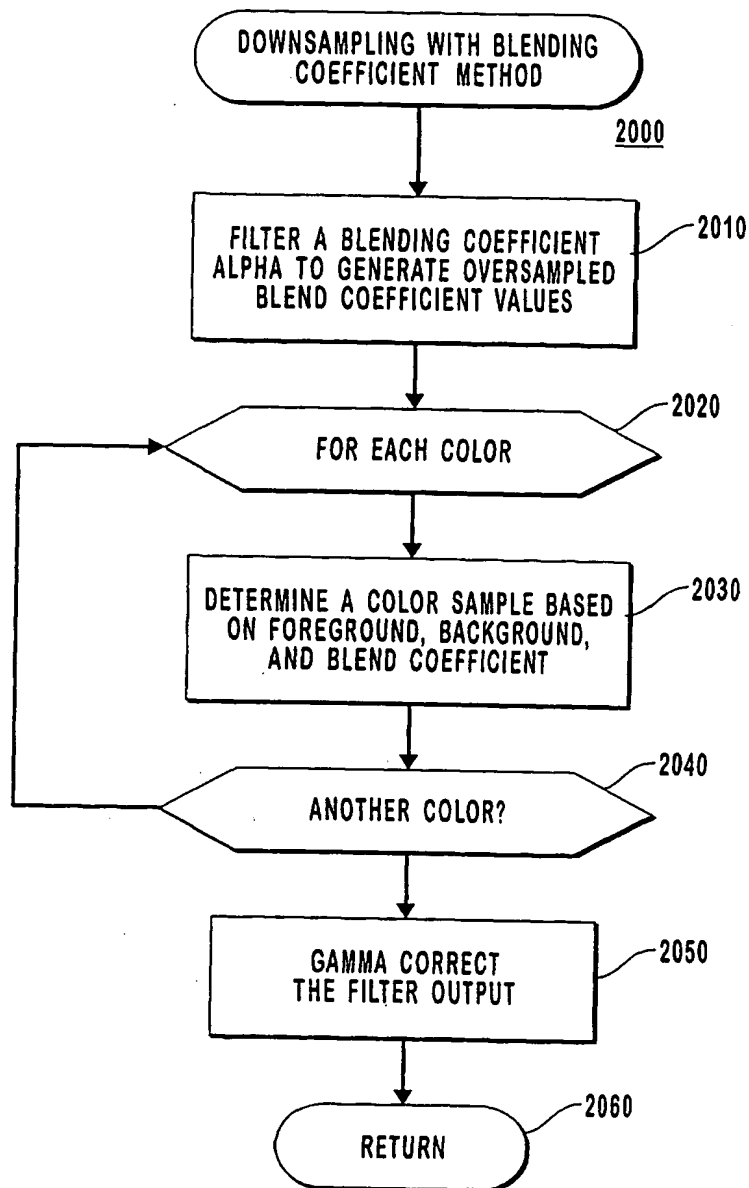 DOWNSAMPLING WITH BLENDING
COEFFICIENT METHOD
2000
FILTER A BLENDING COEFFICIENT
ALPHA TO GENERATE OVERSAMPLED
BLEND COEFFICIENT VALUES
2010
FOR EACH COLOR
2020
DETERMINE A COLOR SAMPLE BASED
ON FOREGROUND, BACKGROUND,
AND BLEND COEFFICIENT
2030
ANOTHER COLOR?
2040
GAMMA CORRECT
THE FILTER OUTPUT
2050
RETURN
2060